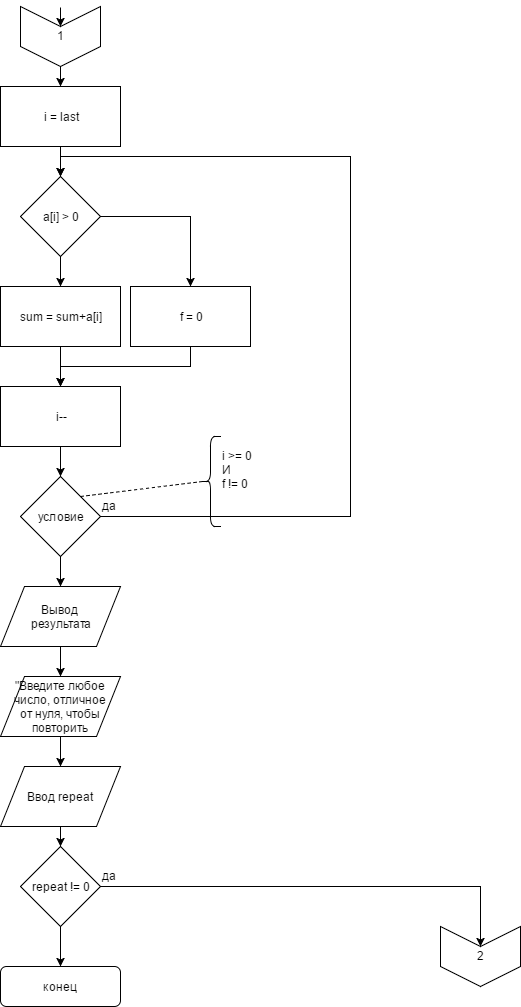 1
i = last
a[i] > 0
sum = sum+a[i]
f = 0
i--
i >= 0
И
f != 0
условие
да
Вывод
результата
"Введите любое
число, отличное
от нуля, чтобы
повторить
Ввод repeat
repeat != 0
да
2
конец